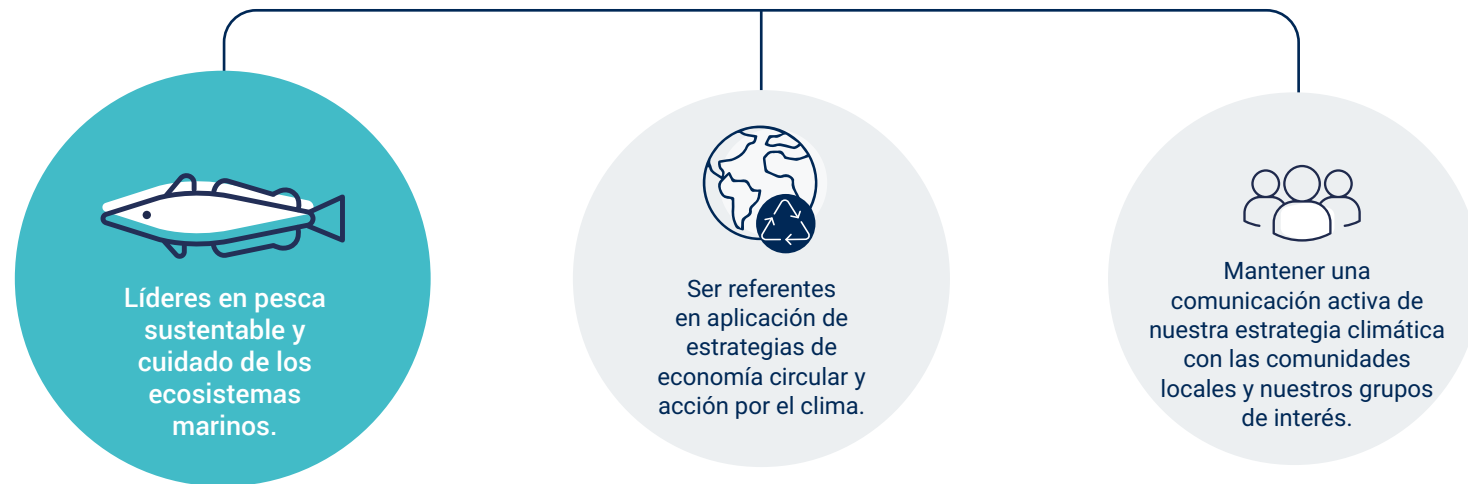 Líderes en pesca
sustentable y
cuidado de los
ecosistemas
marinos.
Ser referentes
en aplicación de
estrategias de
economía circular y
acción por el clima.
Mantener una
comunicación activa de
nuestra estrategia climática
con las comunidades
locales y nuestros grupos
de interés.